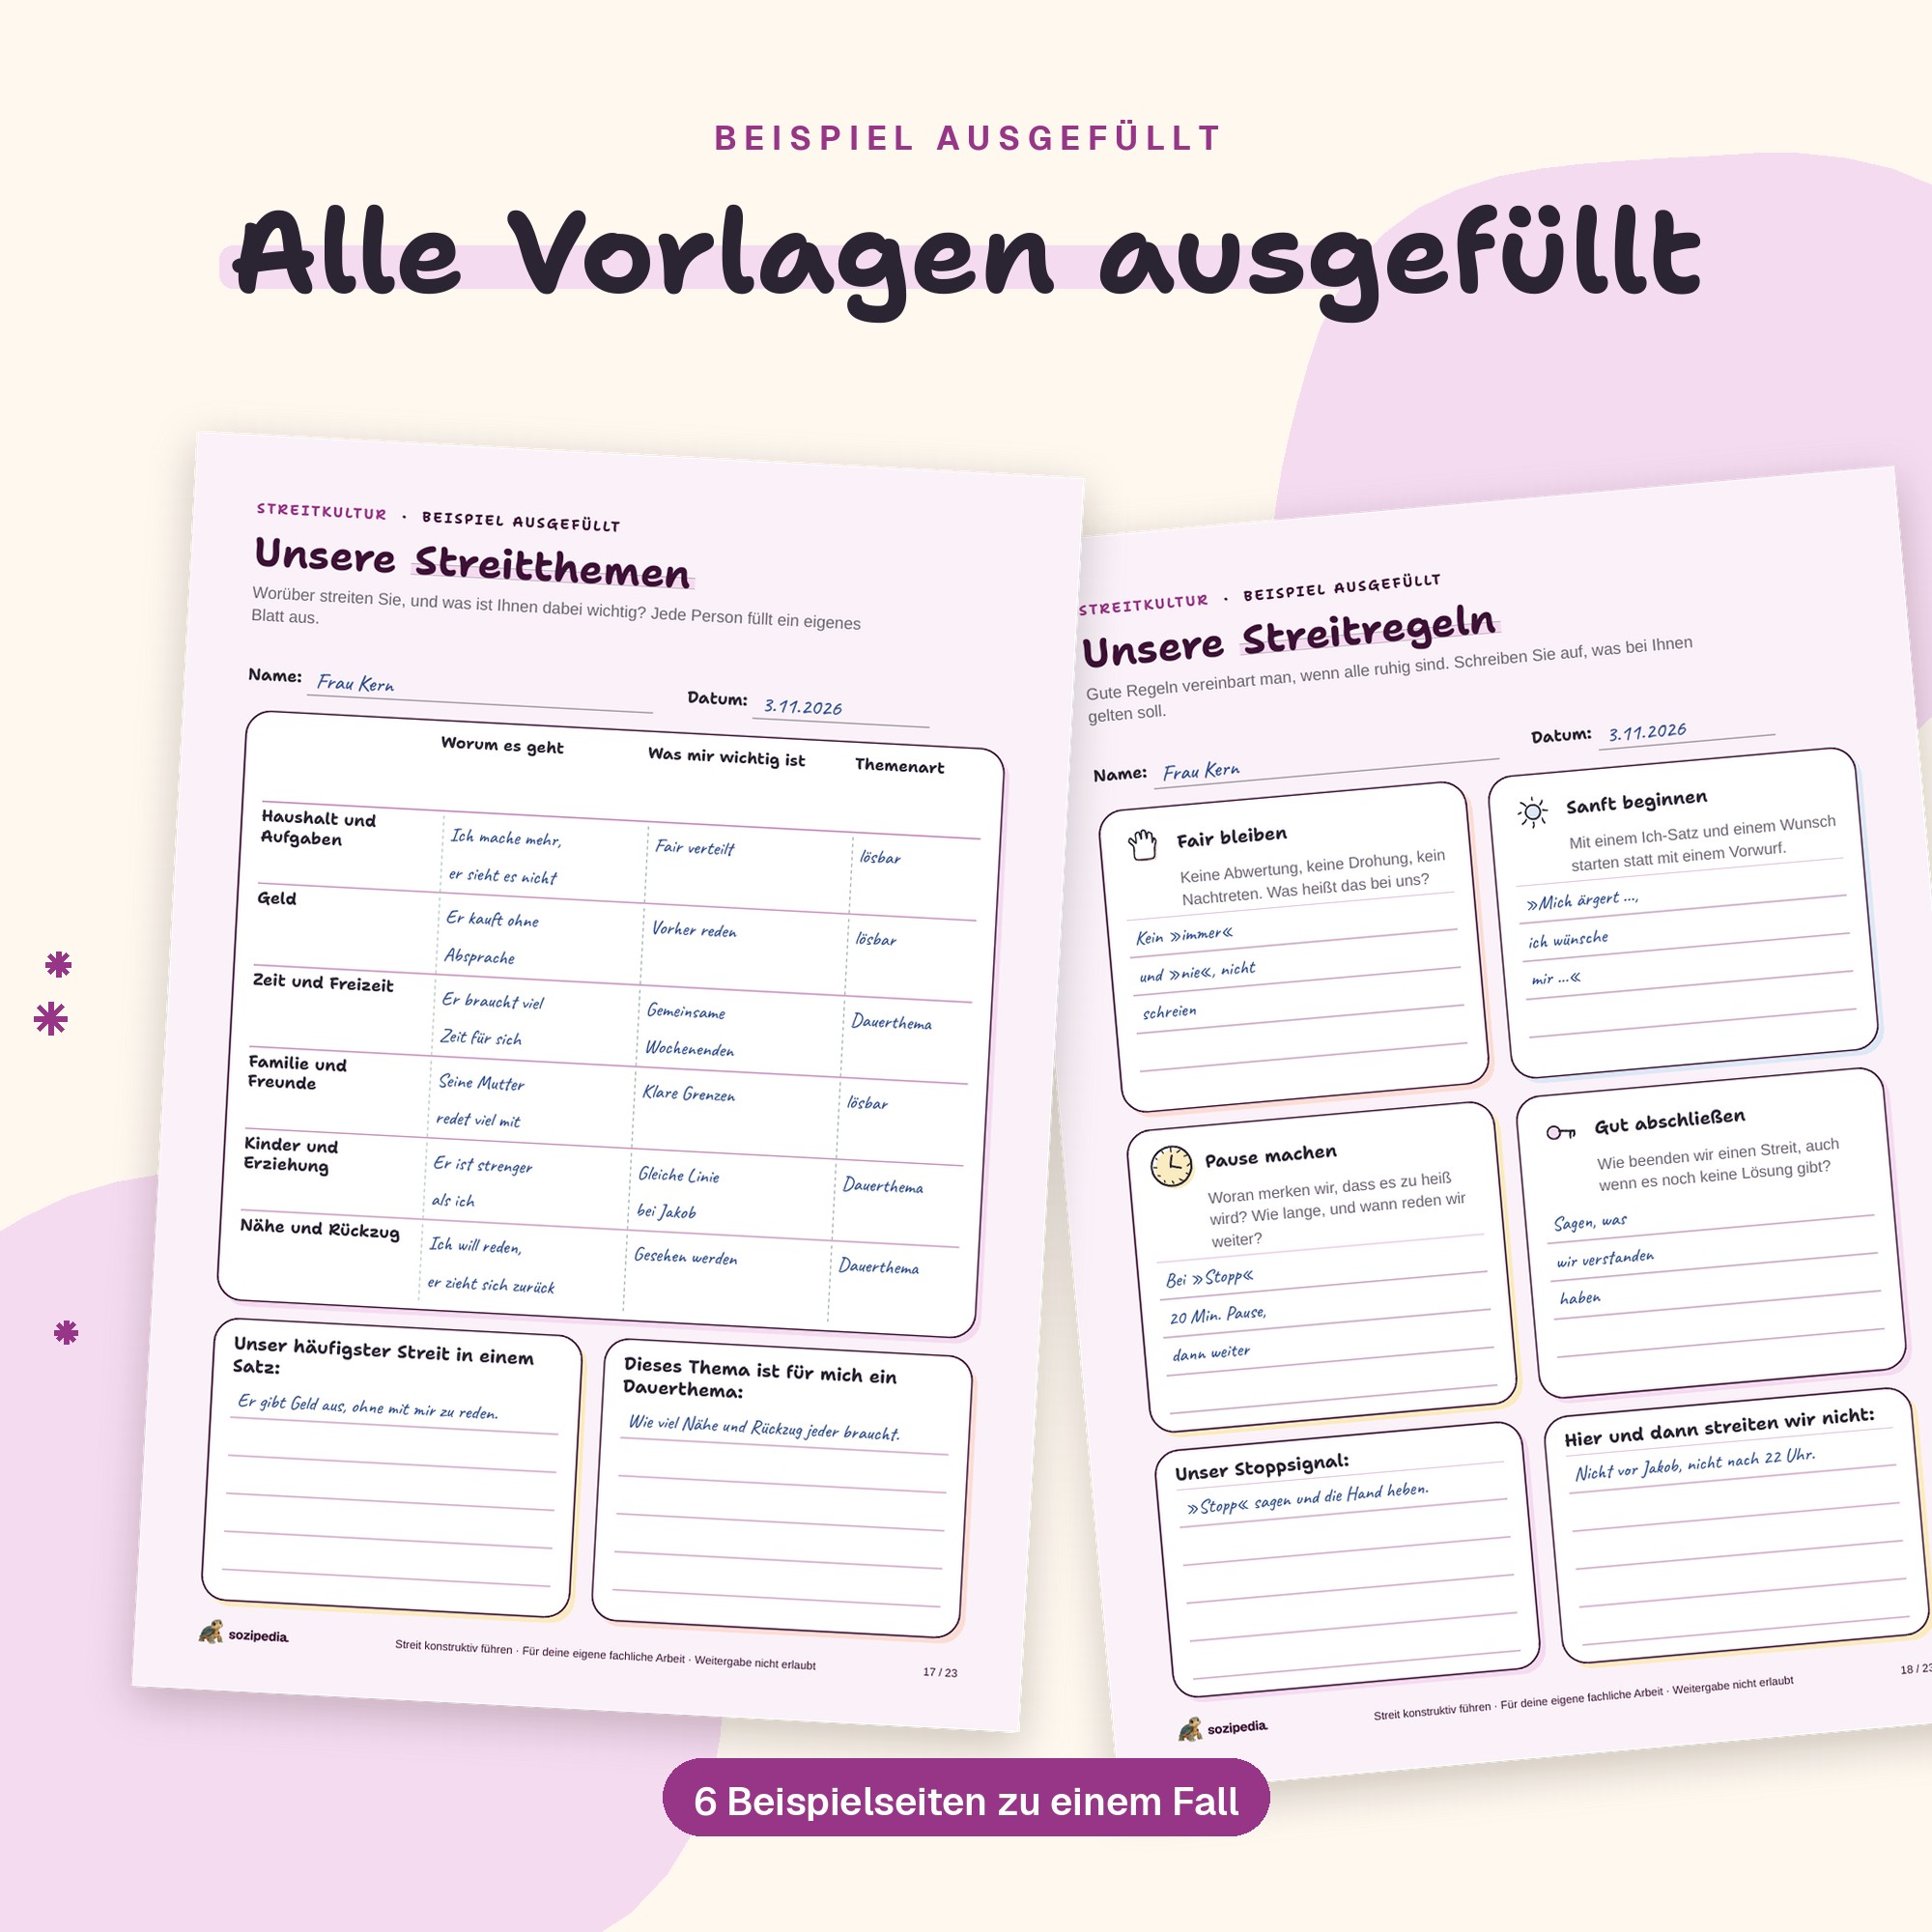 BEISPIEL AUSGEFÜLLT
Alle Vorlagen ausgefüllt
STREITKULTUR · BEISPIEL AUSGEFÜLLT
Unsere Streitthemen
Worüber streiten Sie, und was ist Ihnen dabei wichtig? Jede Person füllt ein eigenes
Blatt aus.
Name: Frau Kern Datum: 3.11.2026
Worum es geht Was mir wichtig ist Themenart
Haushalt und
Aufgaben
Ich mache mehr,
er sieht es nicht
Fair verteilt
lösbar
Geld
Er kauft ohne
Absprache
Vorher reden
lösbar
Zeit und Freizeit
Er braucht viel
Zeit für sich
Gemeinsame
Wochenenden
Dauerthema
Familie und
Freunde
Seine Mutter
redet viel mit
Klare Grenzen
lösbar
Kinder und
Erziehung
Er ist strenger
als ich
Gleiche Linie
bei Jakob
Dauerthema
Nähe und Rückzug
Ich will reden,
er zieht sich zurück
Gesehen werden
Dauerthema
Unser häufigster Streit in einem
Satz:
Er gibt Geld aus, ohne mit mir zu reden.
Dieses Thema ist für mich ein
Dauerthema:
Wie viel Nähe und Rückzug jeder braucht.
sozipedia.
Streit konstruktiv führen · Für deine eigene fachliche Arbeit · Weitergabe nicht erlaubt
17 / 23
STREITKULTUR · BEISPIEL AUSGEFÜLLT
Unsere Streitregeln
Gute Regeln vereinbart man, wenn alle ruhig sind. Schreiben Sie auf, was bei Ihnen
gelten soll.
Name: Frau Kern Datum: 3.11.2026
Fair bleiben
Keine Abwertung, keine Drohung, kein
Nachtreten. Was heißt das bei uns?
Kein »immer«
und »nie«, nicht
schreien
Sanft beginnen
Mit einem Ich-Satz und einem Wunsch
starten statt mit einem Vorwurf.
»Mich ärgert ...,
ich wünsche
mir ...«
Pause machen
Woran merken wir, dass es zu heiß
wird? Wie lange, und wann reden wir
weiter?
Bei »Stopp«
20 Min. Pause,
dann weiter
Gut abschließen
Wie beenden wir einen Streit, auch
wenn es noch keine Lösung gibt?
Sagen, was
wir verstanden
haben
Unser Stoppsignal:
»Stopp« sagen und die Hand heben.
Hier und dann streiten wir nicht:
Nicht vor Jakob, nicht nach 22 Uhr.
sozipedia.
Streit konstruktiv führen · Für deine eigene fachliche Arbeit · Weitergabe nicht erlaubt
18 / 23
6 Beispielseiten zu einem Fall